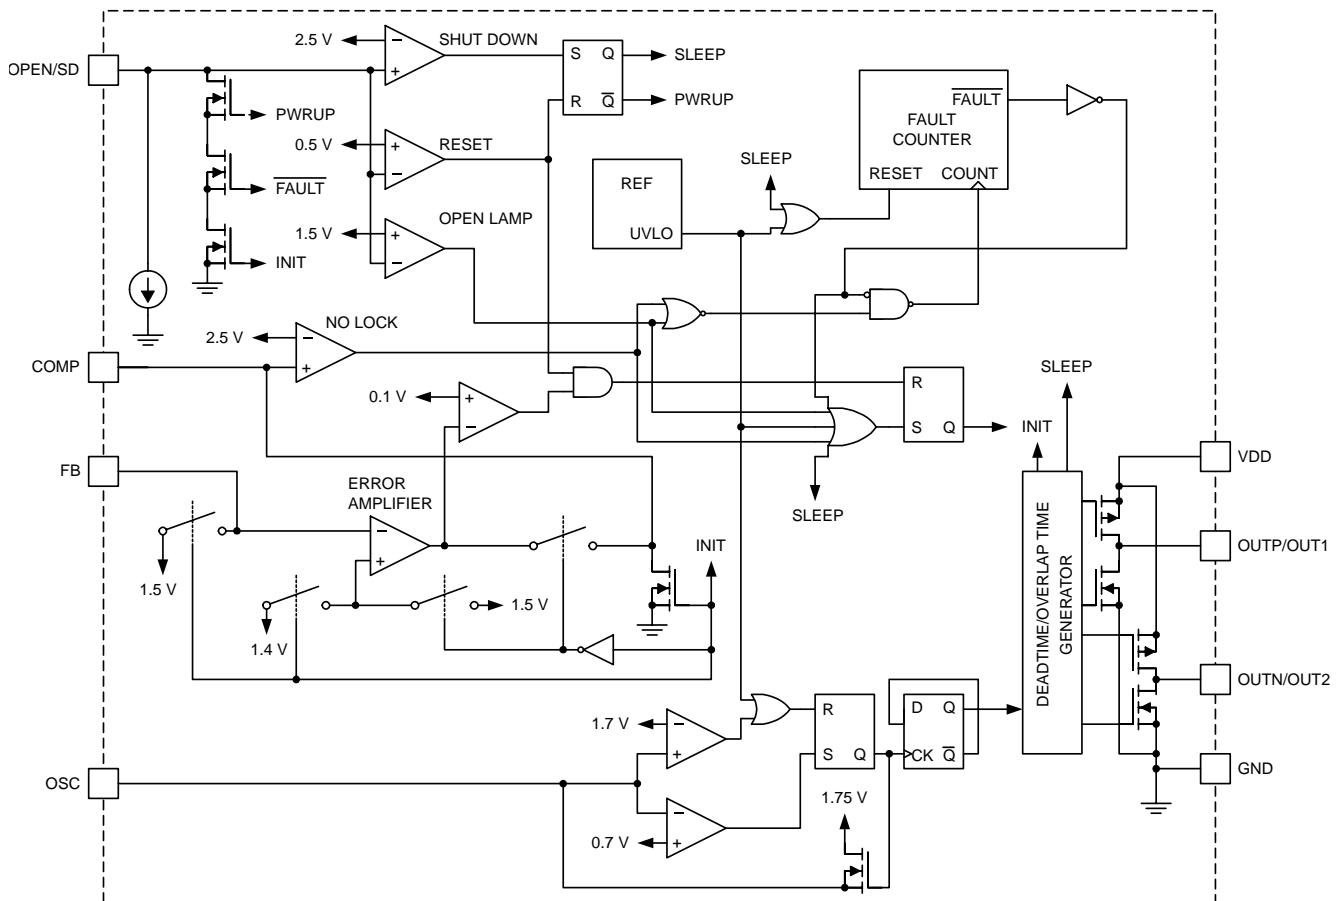 2.5 V
SHUT DOWN
OPEN/SD
−
+
S Q
R Q̅
SLEEP
PWRUP
PWRUP
0.5 V
RESET
+
−
FAULT
FAULT
COUNTER
RESET COUNT
SLEEP
REF
UVLO
FAULT
OPEN LAMP
1.5 V
+
−
INIT
NO LOCK
2.5 V
−
+
COMP
0.1 V
+
−
R
S Q
INIT
SLEEP
SLEEP
INIT
FB
ERROR
AMPLIFIER
−
+
1.5 V
1.4 V
1.5 V
INIT
DEADTIME/OVERLAP TIME
GENERATOR
VDD
OUTP/OUT1
OUTN/OUT2
GND
1.7 V
−
+
R
S Q
D Q
CK Q̅
OSC
0.7 V
−
+
1.75 V